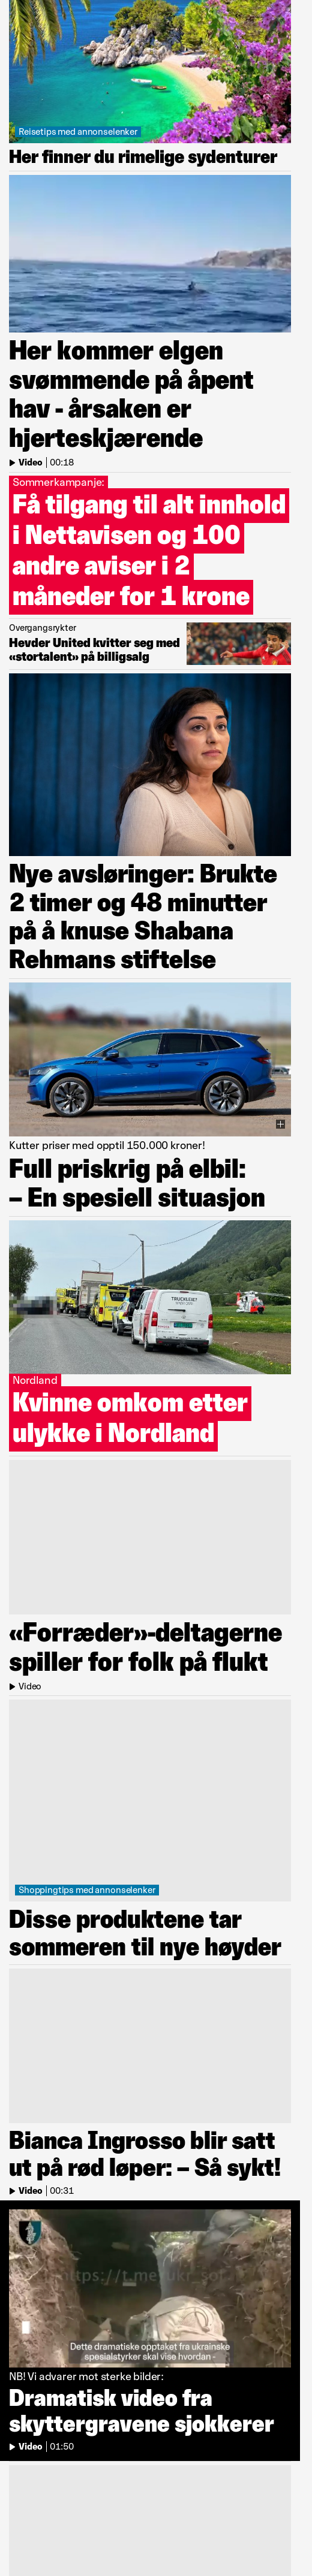 Reisetips med annonselenker
Her finner du rimelige sydenturer
Her kommer elgen
svømmende på åpent
hav - årsaken er
hjerteskjærende
Video 00:18
Sommerkampanje:
Få tilgang til alt innhold
i Nettavisen og 100
andre aviser i 2
måneder for 1 krone
Overgangsrykter
Hevder United kvitter seg med
«stortalent» på billigsalg
Nye avsløringer: Brukte
2 timer og 48 minutter
på å knuse Shabana
Rehmans stiftelse
Kutter priser med opptil 150.000 kroner!
Full priskrig på elbil:
– En spesiell situasjon
Nordland
Kvinne omkom etter
ulykke i Nordland
«Forræder»-deltagerne
spiller for folk på flukt
Video
Shoppingtips med annonselenker
Disse produktene tar
sommeren til nye høyder
Bianca Ingrosso blir satt
ut på rød løper: – Så sykt!
Video 00:31
Dette dramatiske opptaket fra ukrainske
spesialstyrker skal vise hvordan -
NB! Vi advarer mot sterke bilder:
Dramatisk video fra
skyttergravene sjokkerer
Video 01:50